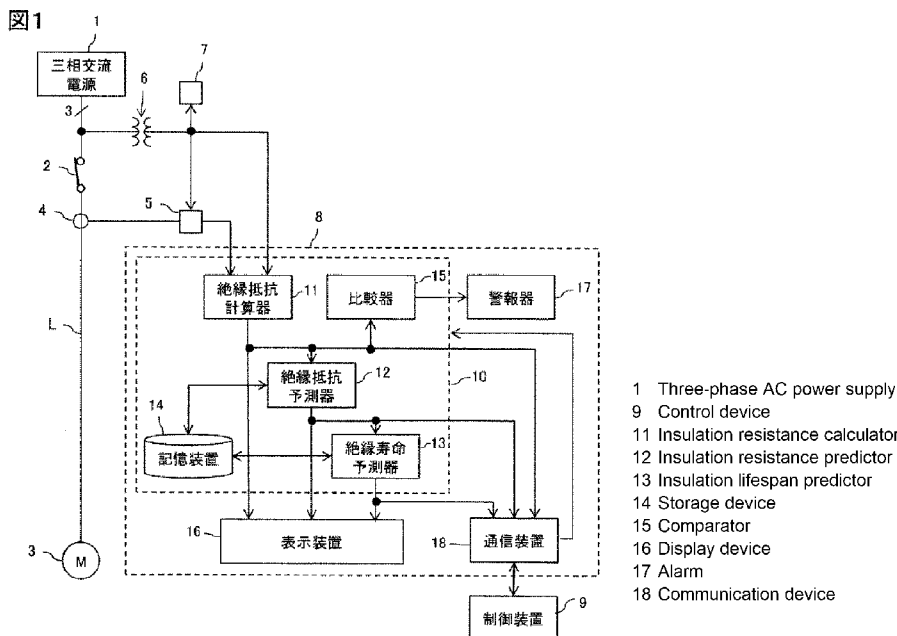 図1
1
三相交流
電源
3
6
7
2
4
5
8
絶縁抵抗
計算器
11
15
比較器
警報器
17
L
絶縁抵抗
予測器
12
10
14
記憶装置
絶縁寿命
予測器
13
16
表示装置
18
通信装置
3
M
制御装置
9
1 Three-phase AC power supply
9 Control device
11 Insulation resistance calculator
12 Insulation resistance predictor
13 Insulation lifespan predictor
14 Storage device
15 Comparator
16 Display device
17 Alarm
18 Communication device